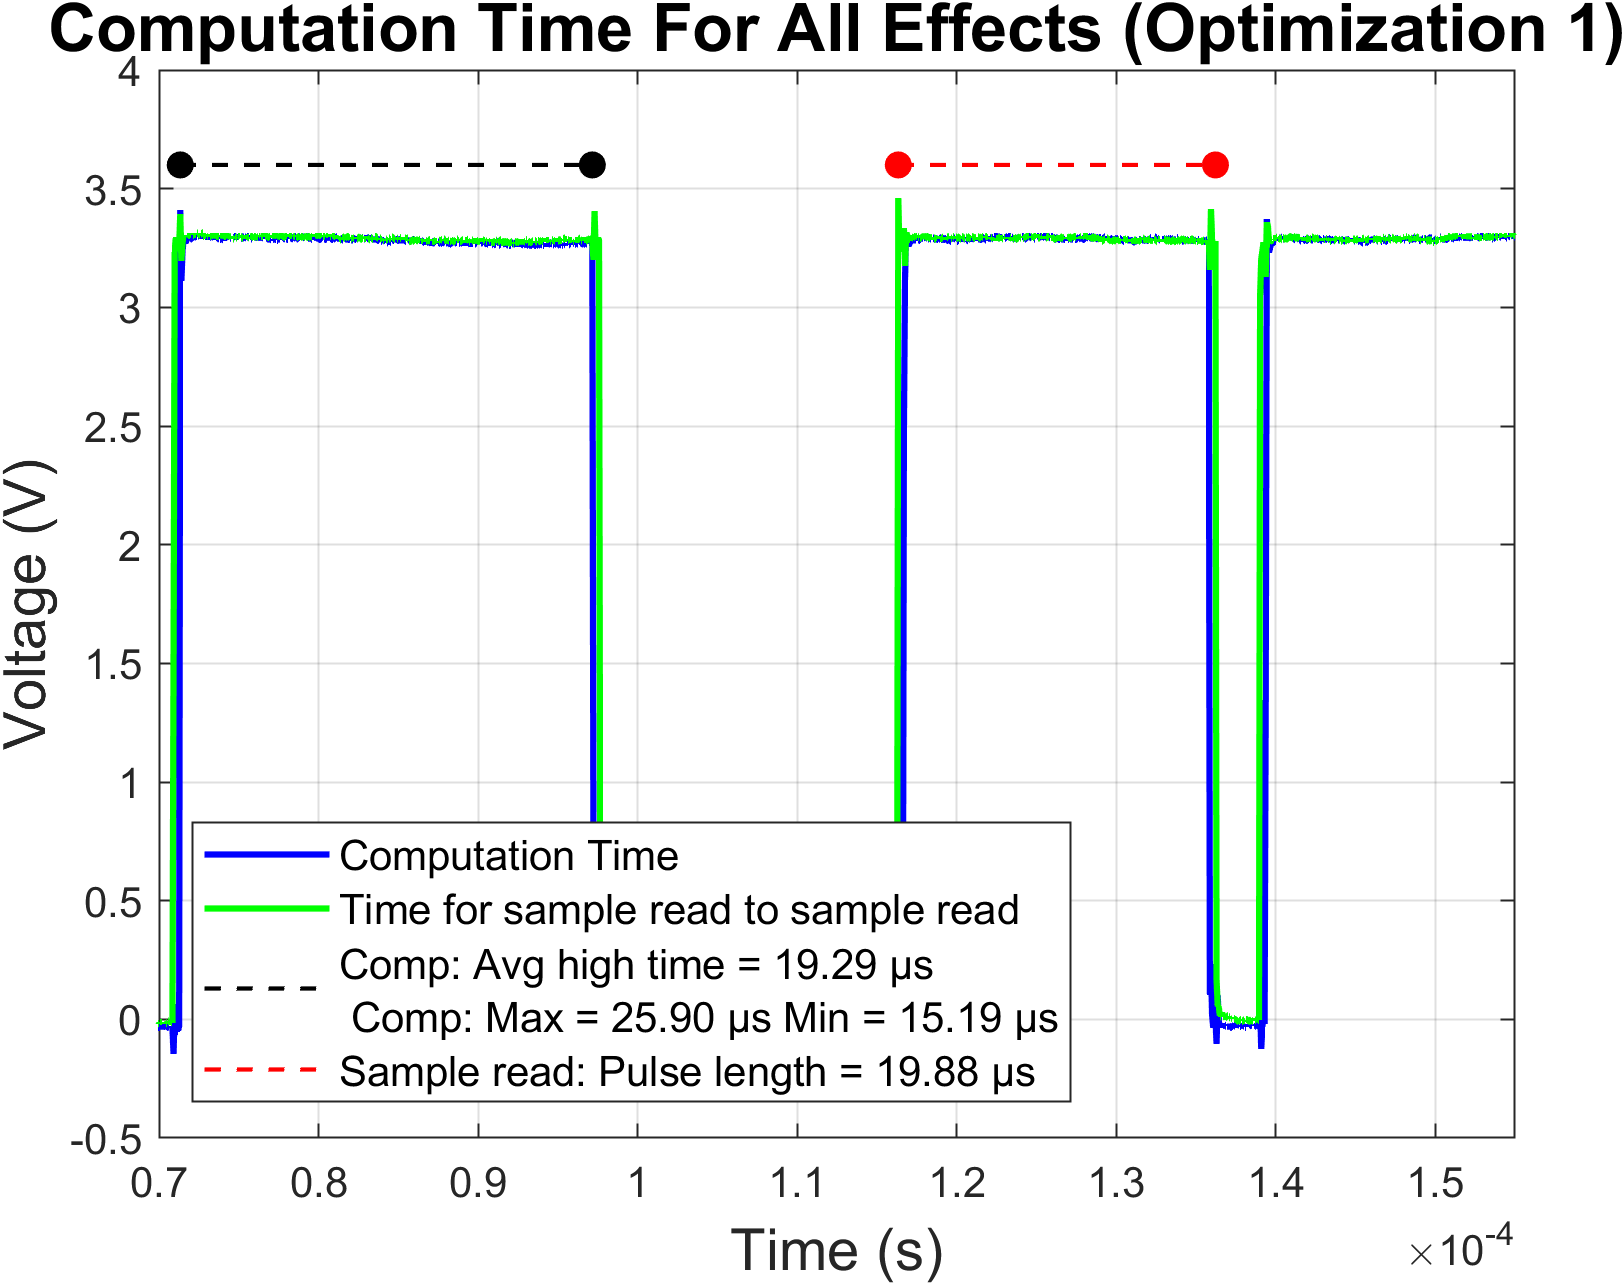 Computation Time For All Effects (Optimization 1)
4
3.5
3
2.5
2
1.5
1
0.5
0
-0.5
Voltage (V)
Computation Time
Time for sample read to sample read
Comp: Avg high time = 19.29 µs
Comp: Max = 25.90 µs Min = 15.19 µs
Sample read: Pulse length = 19.88 µs
0.7 0.8 0.9 1 1.1 1.2 1.3 1.4 1.5
Time (s)
×10⁻⁴